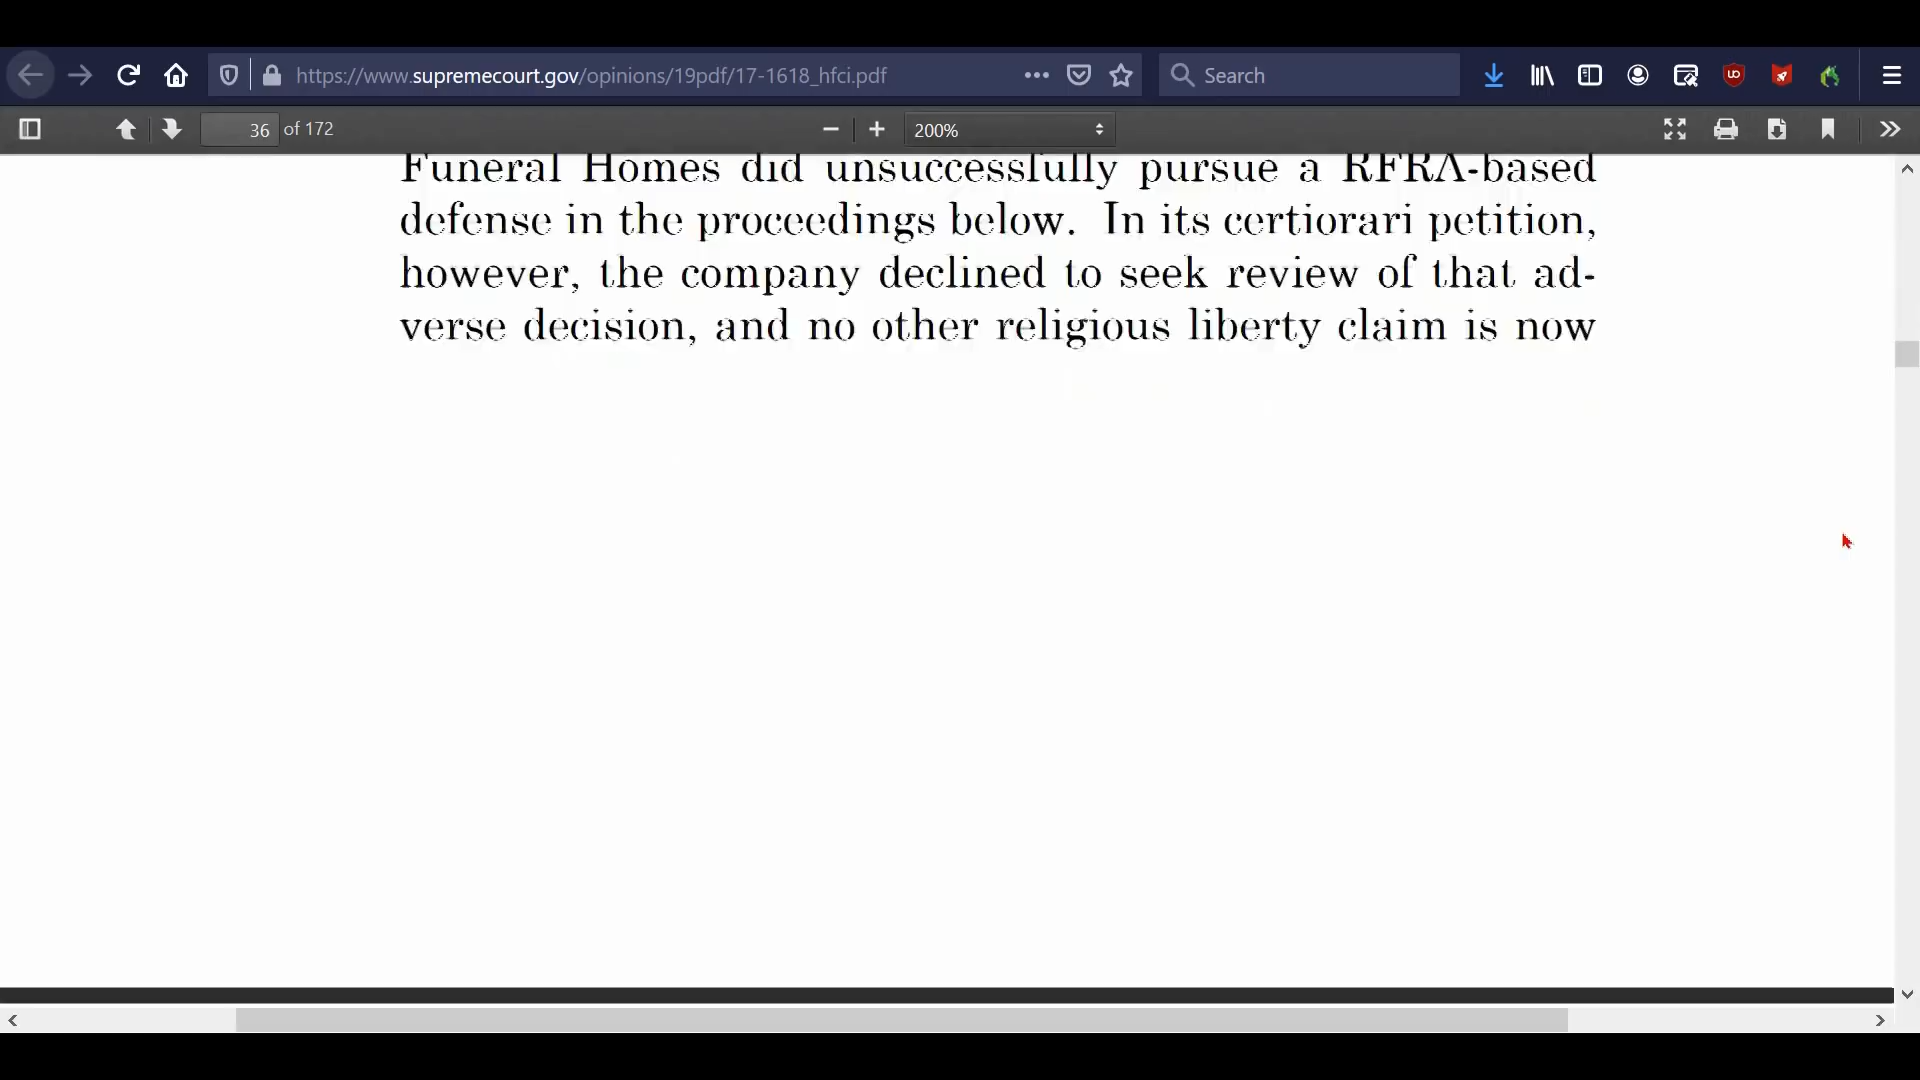 https://www.supremecourt.gov/opinions/19pdf/17-1618_hfci.pdf
Search
36 of 172
200%
Funeral Homes did unsuccessfully pursue a RFRA-based
defense in the proceedings below. In its certiorari petition,
however, the company declined to seek review of that ad-
verse decision, and no other religious liberty claim is now